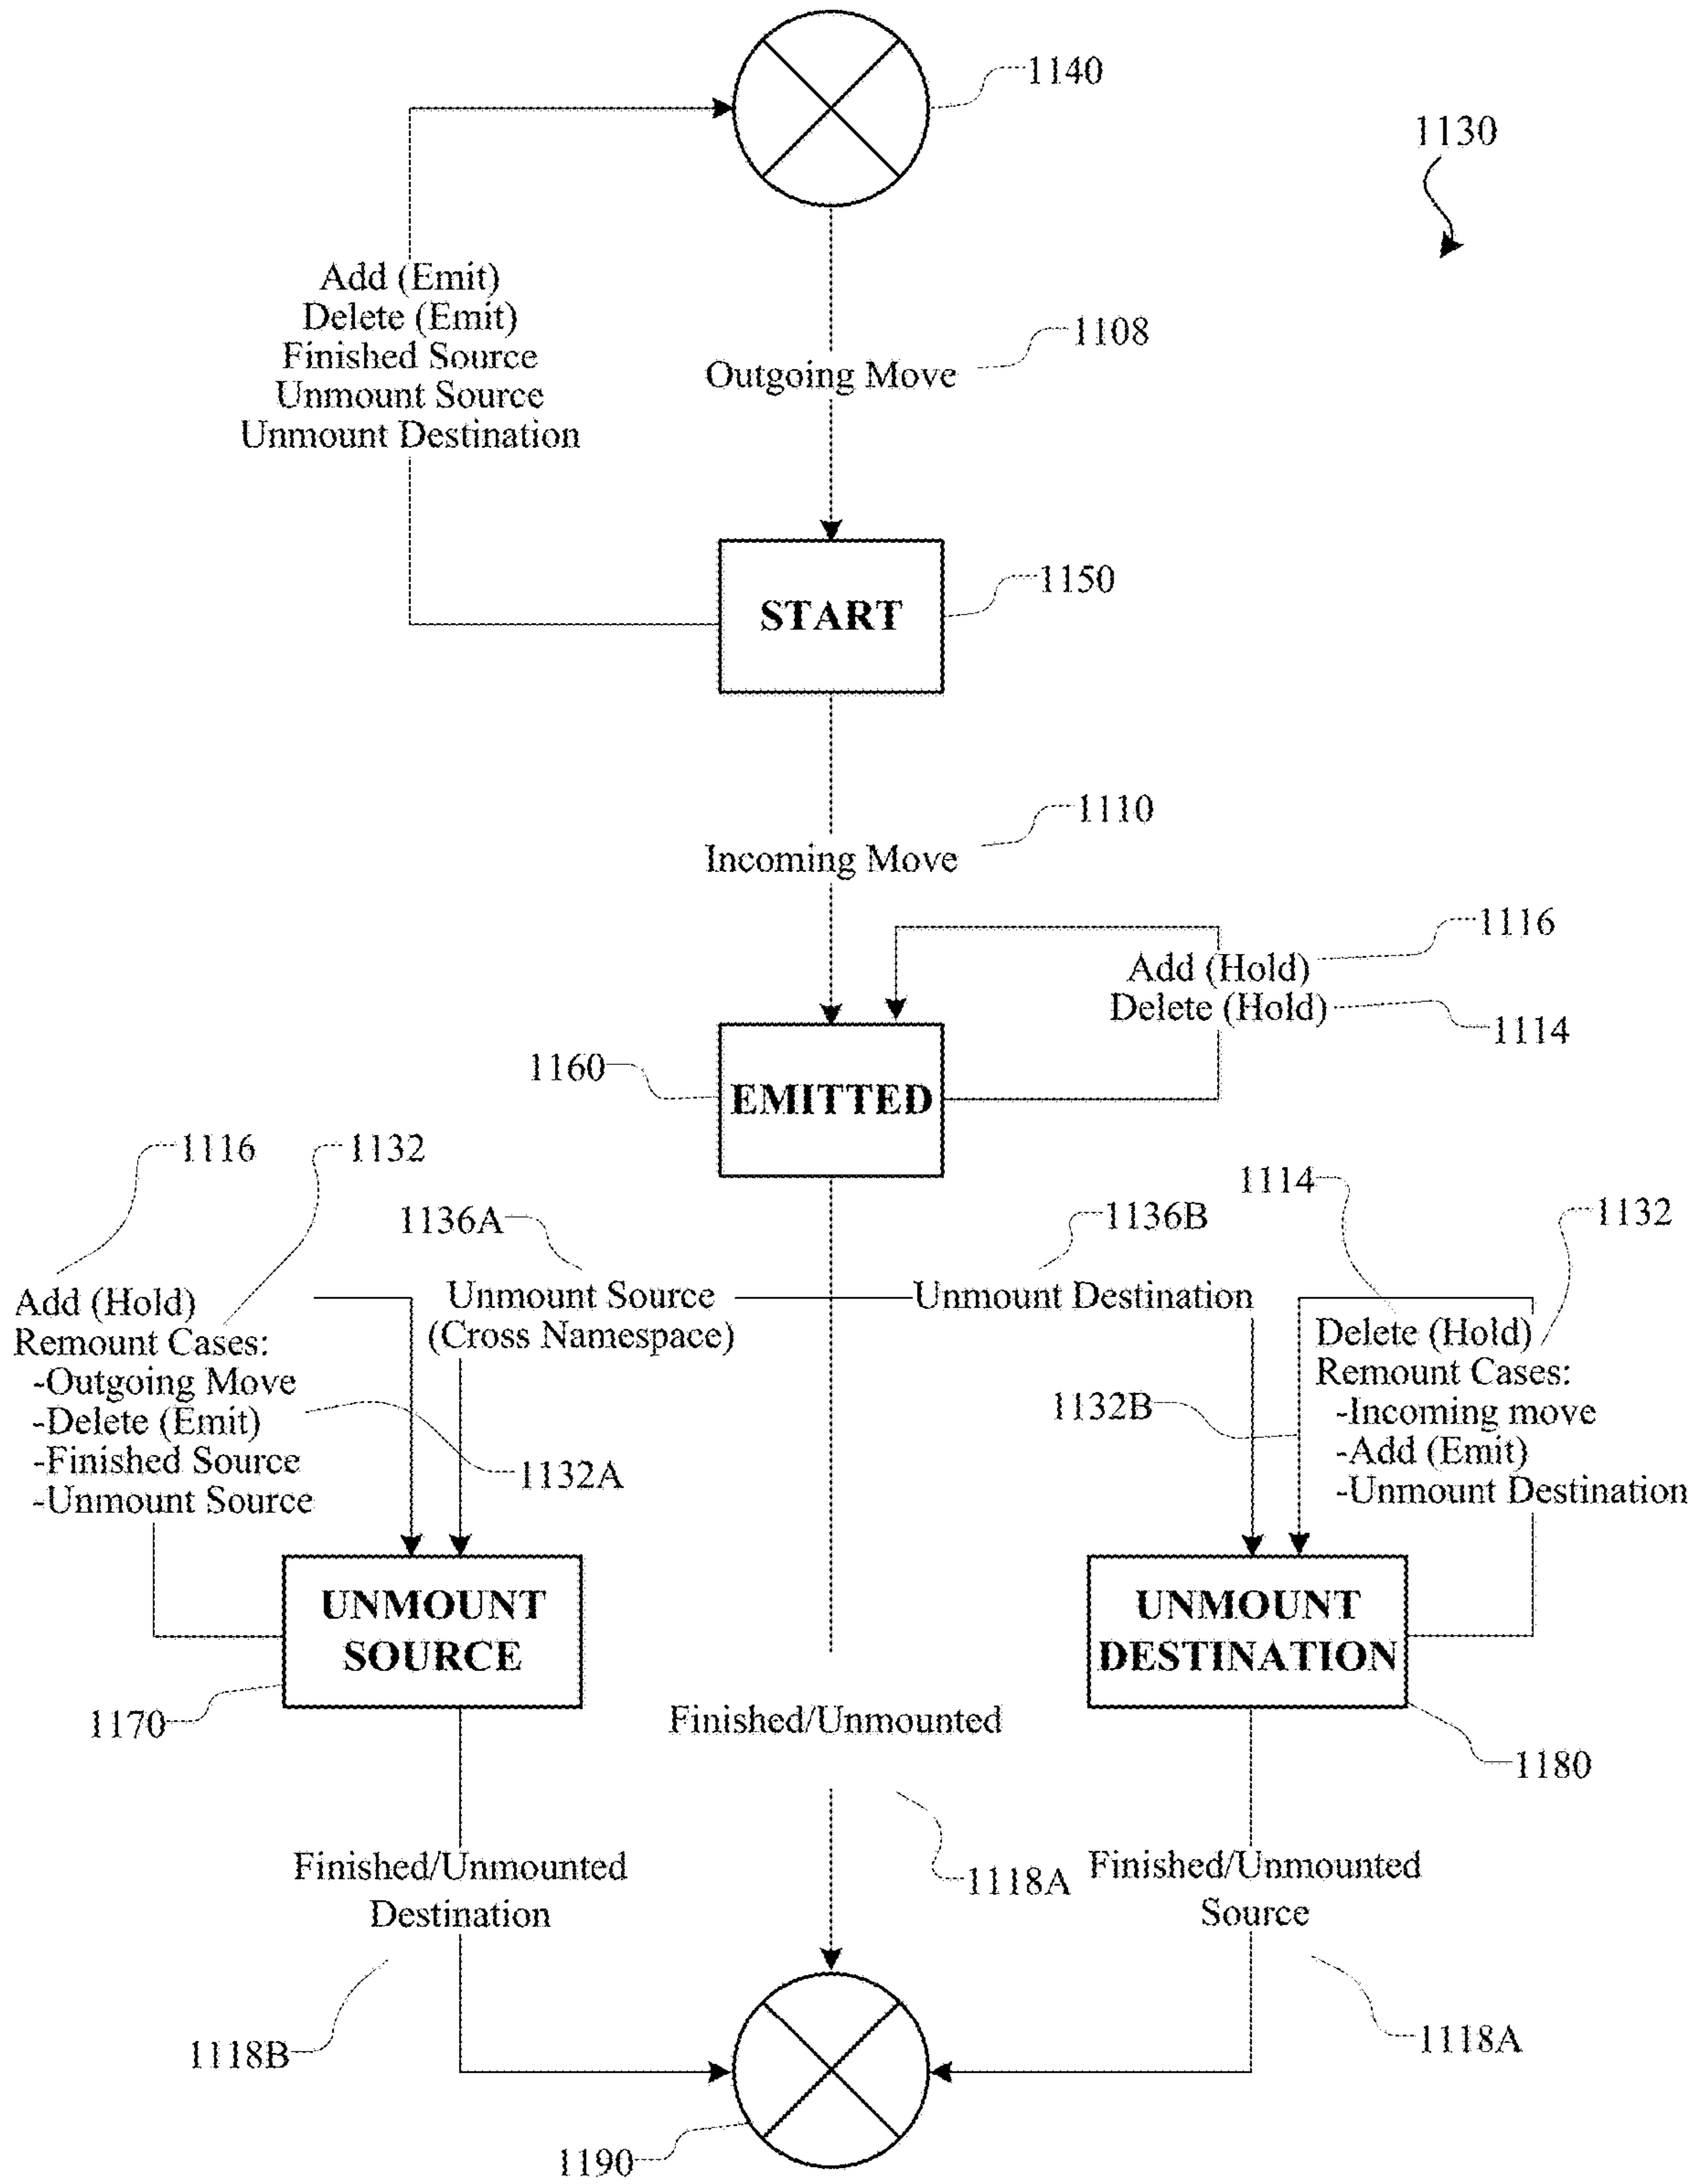 1140
1130
Add (Emit)
Delete (Emit)
Finished Source
Unmount Source
Unmount Destination
1108
Outgoing Move
1150
START
1110
Incoming Move
1116
Add (Hold)
Delete (Hold)
1114
1160
EMITTED
1116
1132
1136A
1136B
1114
1132
Add (Hold)
Remount Cases:
-Outgoing Move
-Delete (Emit)
-Finished Source
-Unmount Source
1132A
Unmount Source
(Cross Namespace)
Unmount Destination
1132B
Delete (Hold)
Remount Cases:
-Incoming move
-Add (Emit)
-Unmount Destination
UNMOUNT
SOURCE
1170
UNMOUNT
DESTINATION
1180
Finished/Unmounted
1118A
Finished/Unmounted
Destination
1118B
Finished/Unmounted
Source
1118A
1190